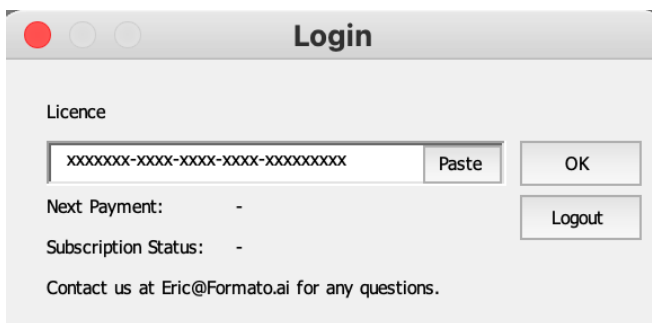 Login
Licence
xxxxxxx-xxxx-xxxx-xxxx-xxxxxxxxx Paste OK
Next Payment: -
Logout
Subscription Status: -
Contact us at Eric@Formato.ai for any questions.